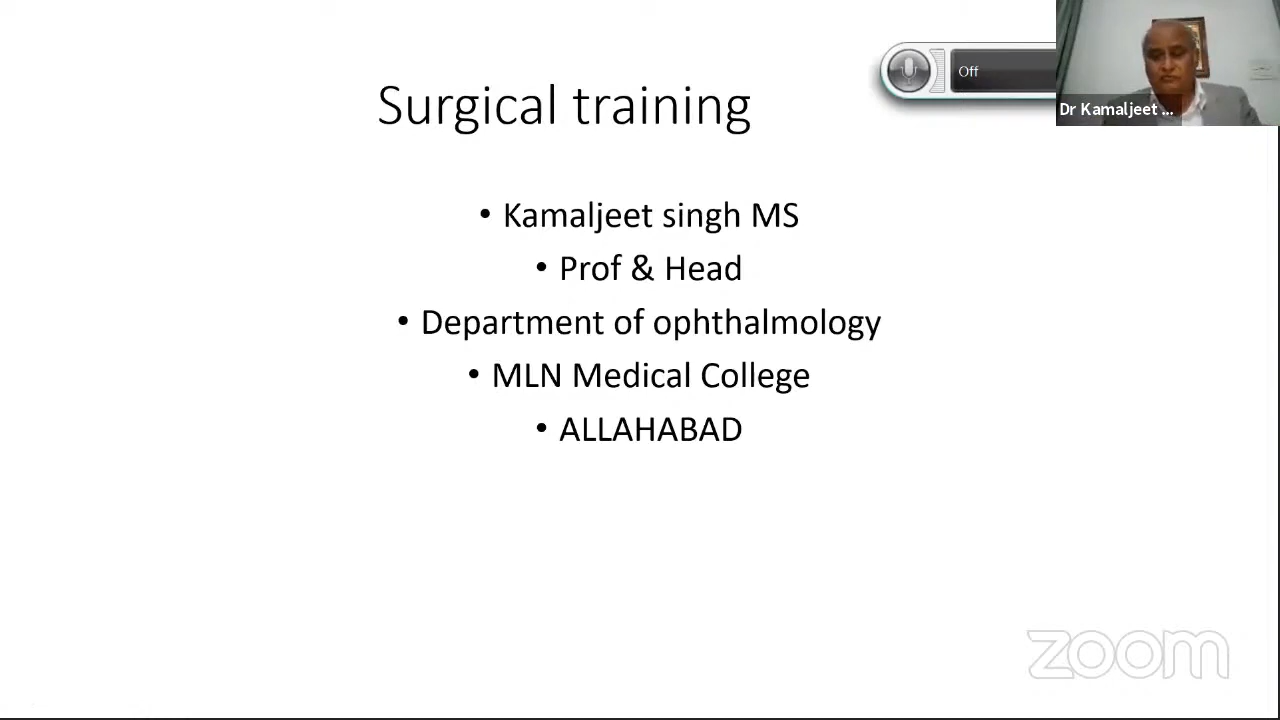 Off
Dr Kamaljeet ...
Surgical training
• Kamaljeet singh MS
• Prof & Head
• Department of ophthalmology
• MLN Medical College
• ALLAHABAD
zoom